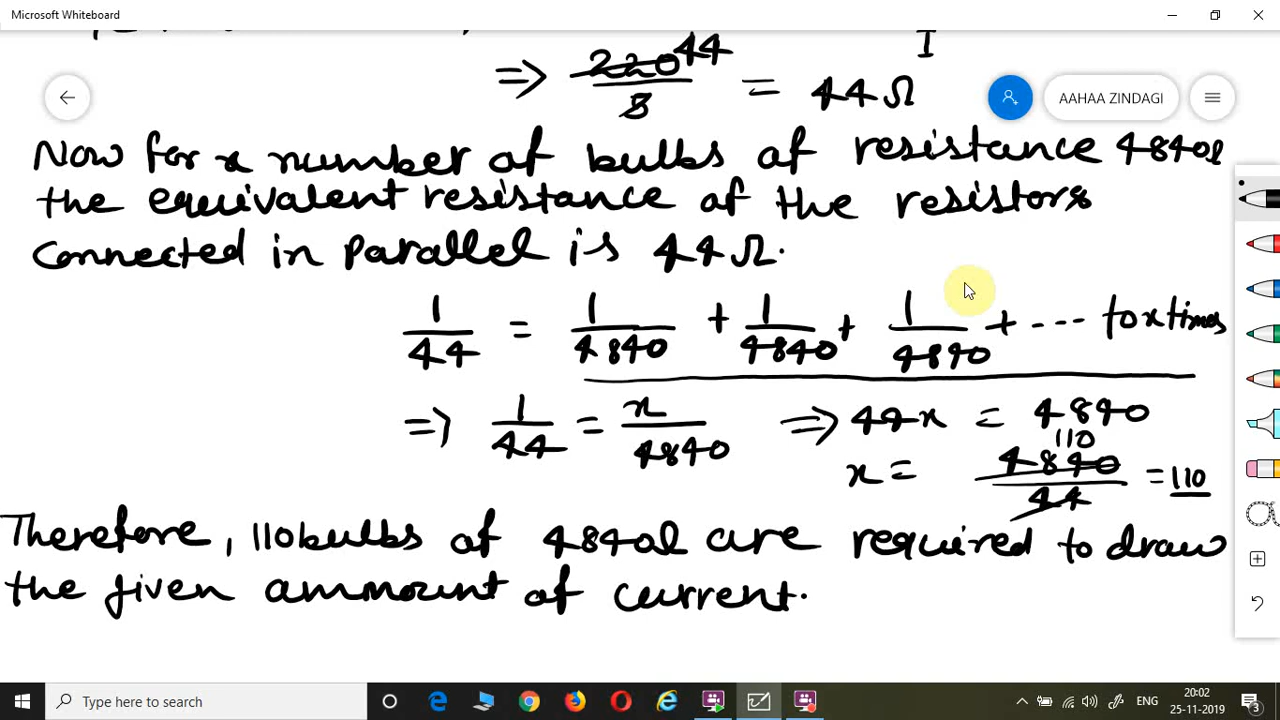 Microsoft Whiteboard
I
=> 220 44 / 5 = 44Ω
AAHAA ZINDAGI
Now for x number of bulbs of resistance 4840Ω
the equivalent resistance of the resistors
connected in parallel is 44Ω.
1/44 = 1/4840 + 1/4840 + 1/4840 + ... to x times
=> 1/44 = x/4840 => 44x = 4840
x = 4840/44 110 = 110
Therefore, 110 bulbs of 4840Ω are required to draw
the given ammount of current.
Type here to search
ENG
20:02
25-11-2019
3